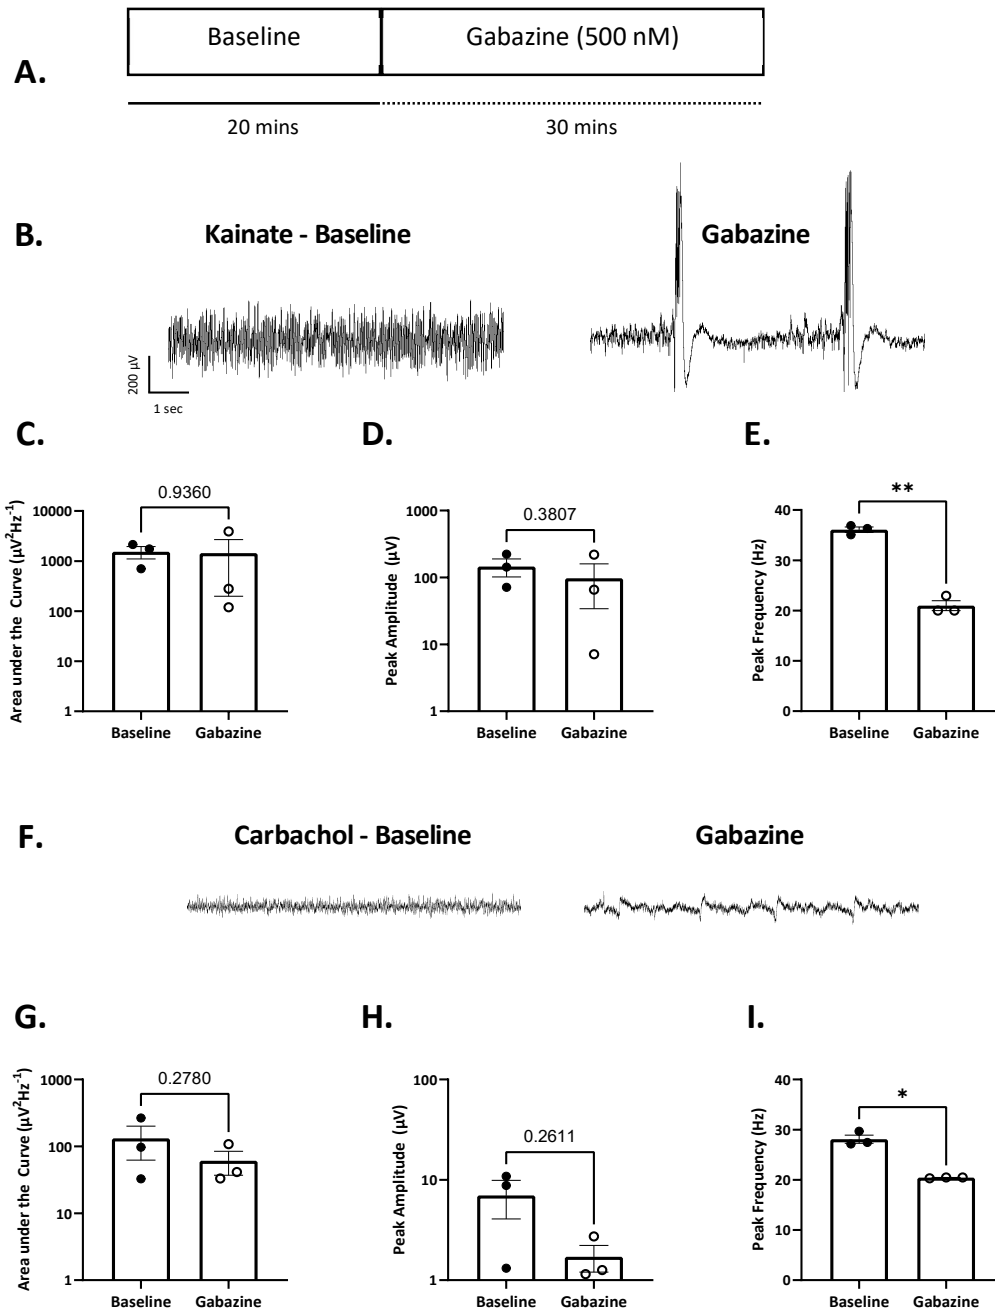 A.
Baseline
Gabazine (500 nM)
20 mins
30 mins
B.
Kainate - Baseline
Gabazine
200 µV
1 sec
C.
D.
E.
Area under the Curve (µV²Hz⁻¹)
10000
1000
100
10
1
0.9360
Baseline
Gabazine
Peak Amplitude (µV)
1000
100
10
1
0.3807
Baseline
Gabazine
Peak Frequency (Hz)
40
30
20
10
0
**
Baseline
Gabazine
F.
Carbachol - Baseline
Gabazine
G.
H.
I.
Area under the Curve (µV²Hz⁻¹)
1000
100
10
1
0.2780
Baseline
Gabazine
Peak Amplitude (µV)
100
10
1
0.2611
Baseline
Gabazine
Peak Frequency (Hz)
40
30
20
10
0
*
Baseline
Gabazine